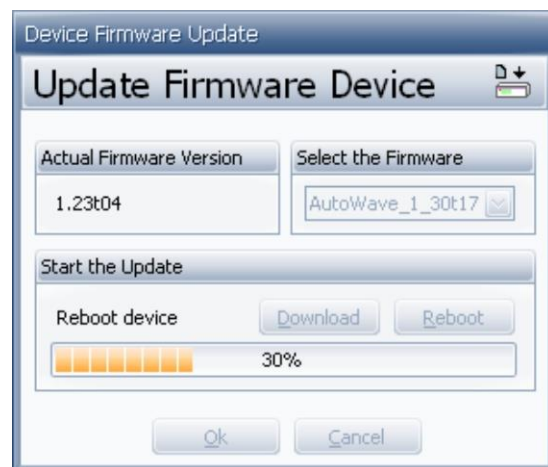 Device Firmware Update
Update Firmware Device
Actual Firmware Version
Select the Firmware
1.23t04
AutoWave_1_30t17
Start the Update
Reboot device
Download
Reboot
30%
Ok
Cancel